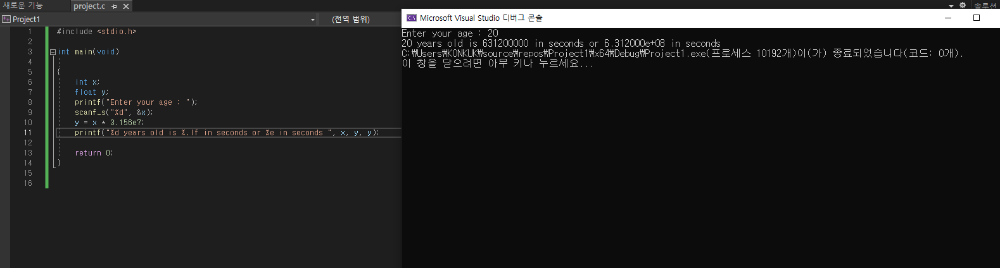 새로운 기능 project.c 솔루션
Project1 (전역 범위)
1 #include <stdio.h>
2
3 int main(void)
4
5 {
6 int x;
7 float y;
8 printf("Enter your age : ");
9 scanf_s("%d", &x);
10 y = x * 3.156e7;
11 printf("%d years old is %.lf in seconds or %e in seconds ", x, y, y);
12
13 return 0;
14 }
15
16
Microsoft Visual Studio 디버그 콘솔
Enter your age : 20
20 years old is 631200000 in seconds or 6.312000e+08 in seconds
C:₩Users₩KONKUK₩source₩repos₩Project1₩x64₩Debug₩Project1.exe(프로세스 10192개)이(가) 종료되었습니다(코드: 0개).
이 창을 닫으려면 아무 키나 누르세요...